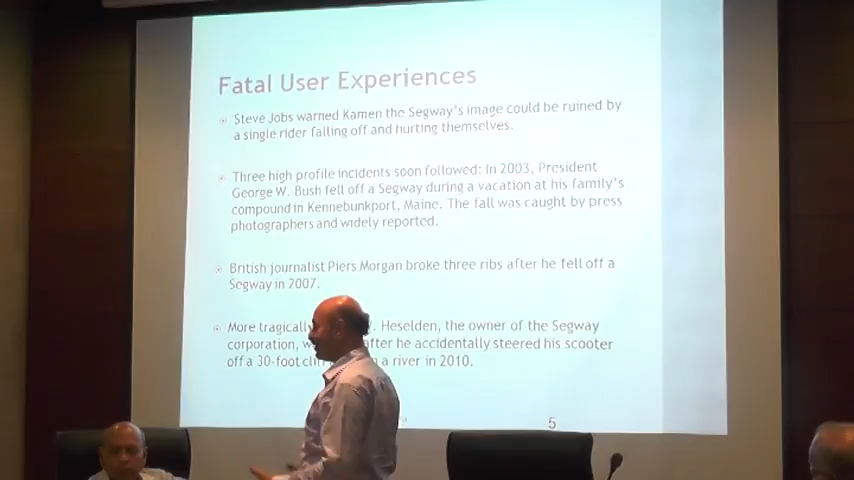 Fatal User Experiences
Steve Jobs warned Kamen the Segway's image could be ruined by
a single rider falling off and hurting themselves.
Three high profile incidents soon followed: In 2003, President
George W. Bush fell off a Segway during a vacation at his family's
compound in Kennebunkport, Maine. The fall was caught by press
photographers and widely reported.
British journalist Piers Morgan broke three ribs after he fell off a
Segway in 2007.
More tragically Heselden, the owner of the Segway
corporation, after he accidentally steered his scooter
off a 30-foot a river in 2010.
5